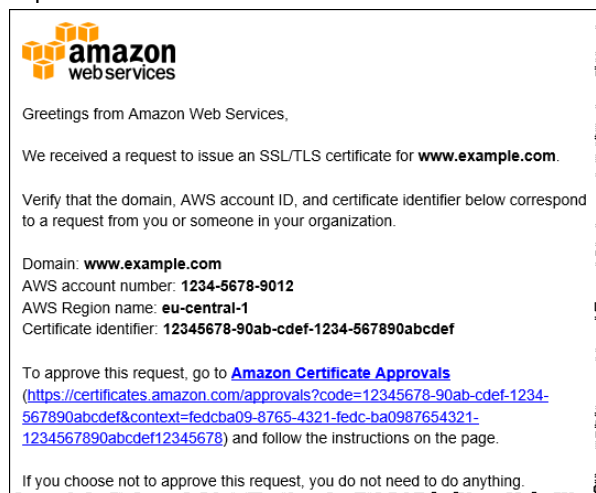 amazon
webservices
Greetings from Amazon Web Services,
We received a request to issue an SSL/TLS certificate for www.example.com.
Verify that the domain, AWS account ID, and certificate identifier below correspond
to a request from you or someone in your organization.
Domain: www.example.com
AWS account number: 1234-5678-9012
AWS Region name: eu-central-1
Certificate identifier: 12345678-90ab-cdef-1234-567890abcdef
To approve this request, go to Amazon Certificate Approvals
(https://certificates.amazon.com/approvals?code=12345678-90ab-cdef-1234-
567890abcdef&context=fedcba09-8765-4321-fedc-ba0987654321-
1234567890abcdef12345678) and follow the instructions on the page.
If you choose not to approve this request, you do not need to do anything.